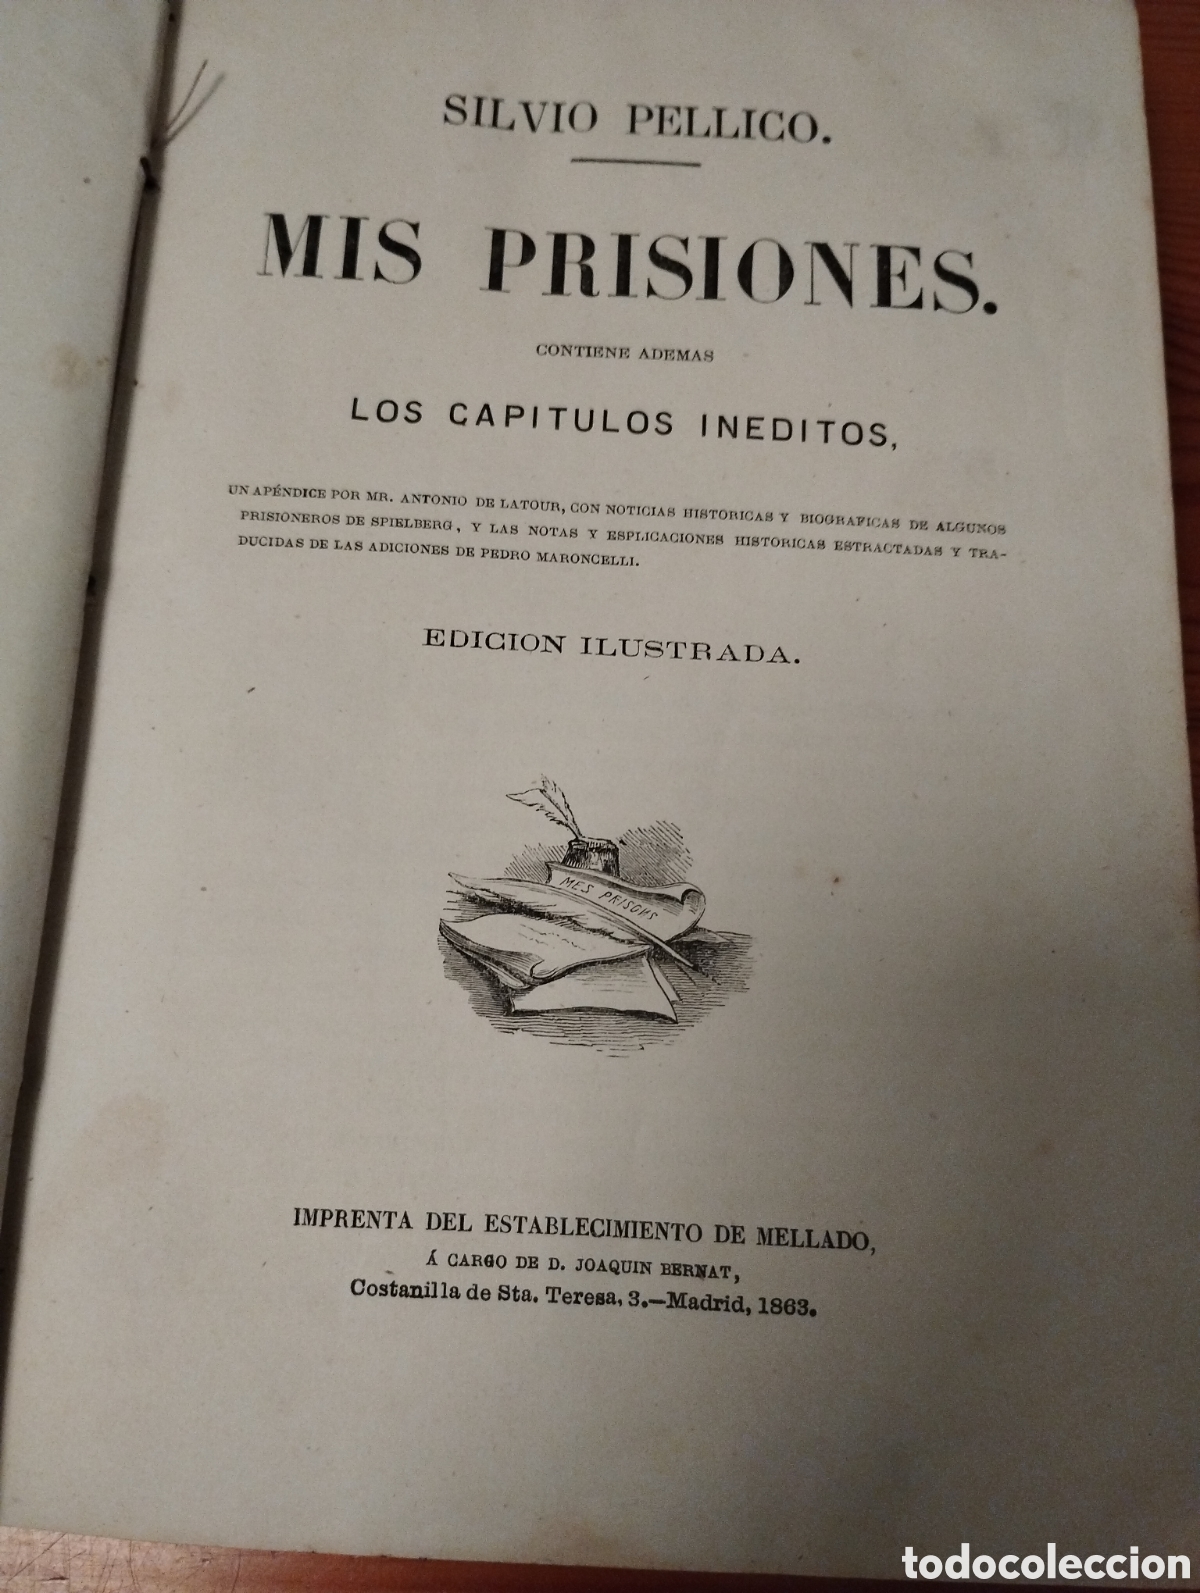 SILVIO PELLICO.
MIS PRISIONES.
CONTIENE ADEMAS
LOS CAPITULOS INEDITOS,
UN APÉNDICE POR MR. ANTONIO DE LATOUR, CON NOTICIAS HISTORICAS Y BIOGRAFICAS DE ALGUNOS
PRISIONEROS DE SPIELBERG, Y LAS NOTAS Y ESPLICACIONES HISTORICAS ESTRACTADAS Y TRA-
DUCIDAS DE LAS ADICIONES DE PEDRO MARONCELLI.
EDICION ILUSTRADA.
MES PRISONS
IMPRENTA DEL ESTABLECIMIENTO DE MELLADO,
Á CARGO DE D. JOAQUIN BERNAT,
Costanilla de Sta. Teresa, 3.—Madrid, 1863.
todocoleccion